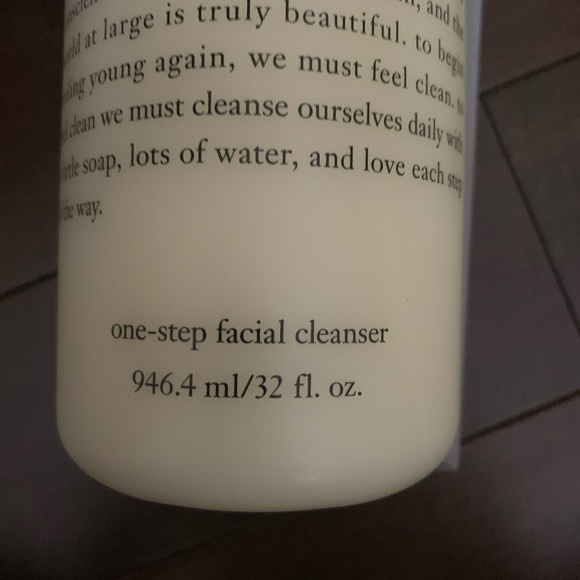 at large is truly beautiful. to begin
young again, we must feel clean. to
clean we must cleanse ourselves daily with
little soap, lots of water, and love each step
the way.
one-step facial cleanser
946.4 ml/32 fl. oz.